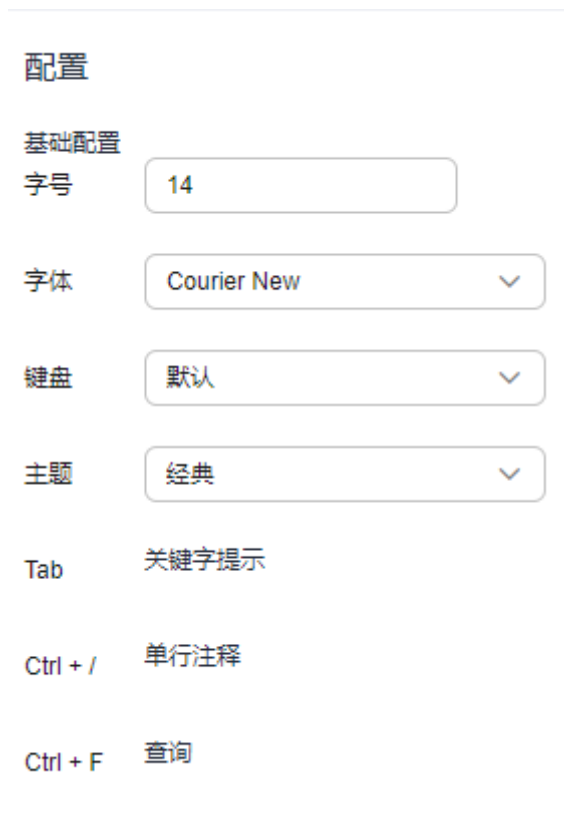 配置
基础配置
字号 14
字体 Courier New
键盘 默认
主题 经典
Tab 关键字提示
Ctrl + / 单行注释
Ctrl + F 查询